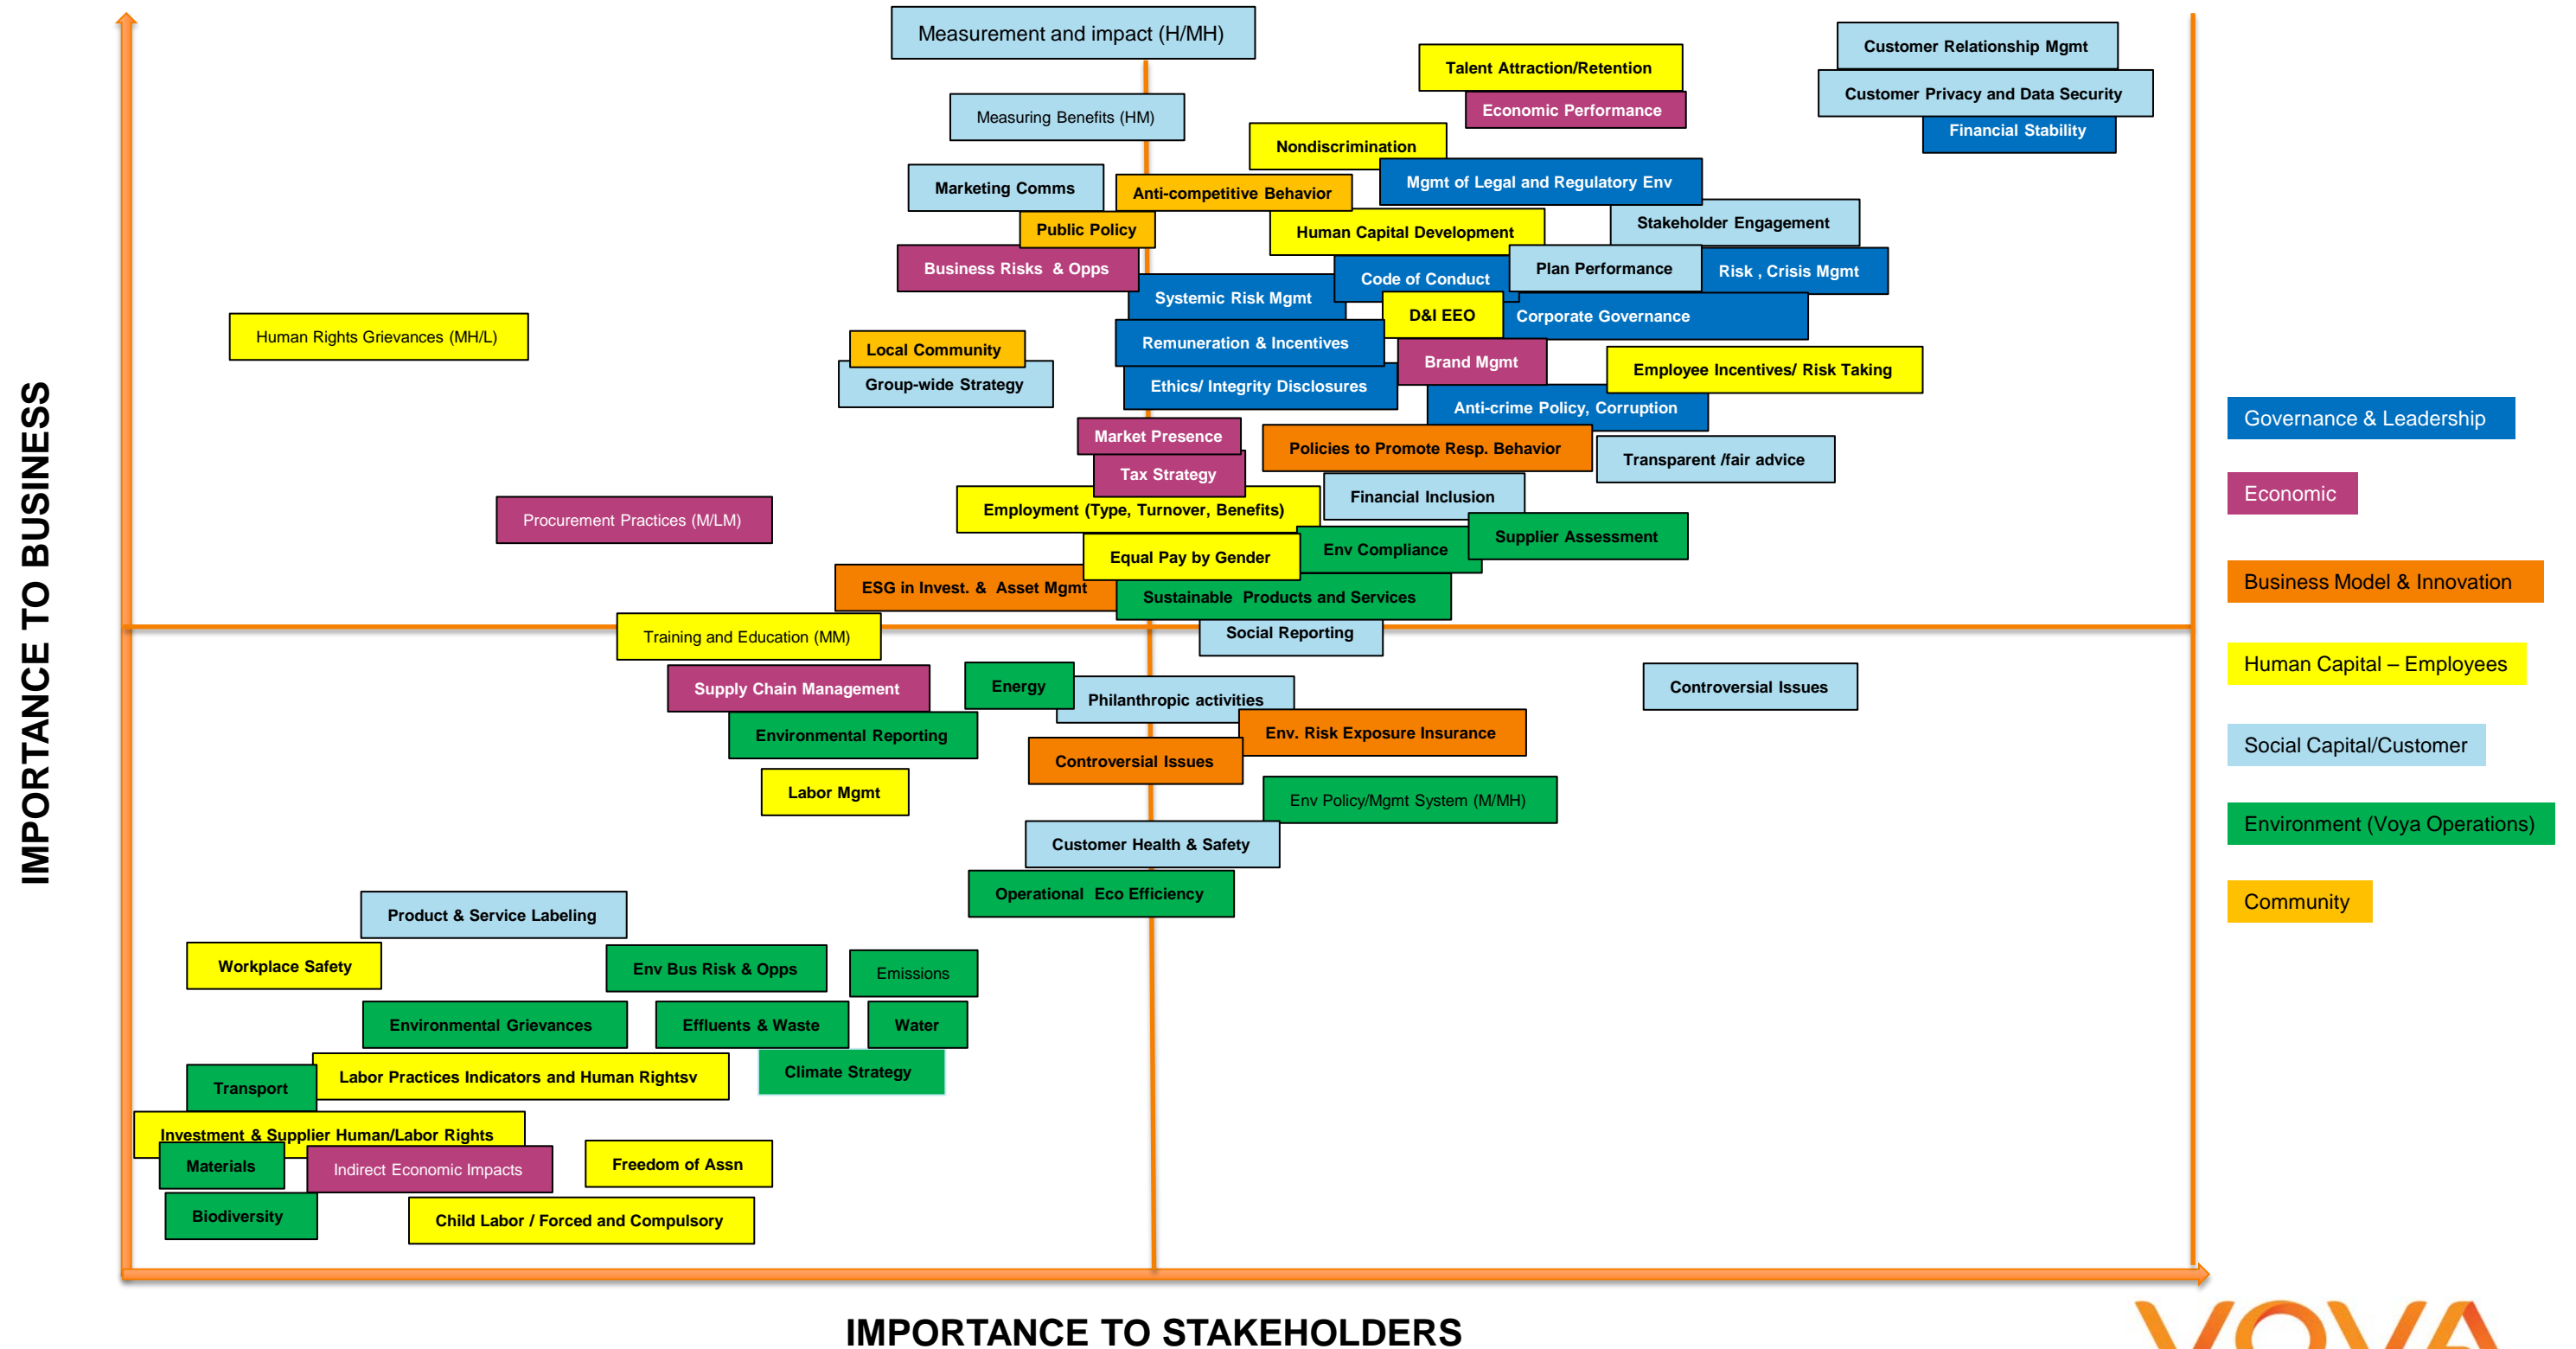 Measurement and impact (H/MH)
Customer Relationship Mgmt
Talent Attraction/Retention
Customer Privacy and Data Security
Economic Performance
Measuring Benefits (HM)
Financial Stability
Nondiscrimination
Mgmt of Legal and Regulatory Env
Marketing Comms
Anti-competitive Behavior
Stakeholder Engagement
Public Policy
Human Capital Development
Business Risks & Opps
Plan Performance
Risk , Crisis Mgmt
Code of Conduct
Systemic Risk Mgmt
D&I EEO
Corporate Governance
Human Rights Grievances (MH/L)
Remuneration & Incentives
Local Community
Brand Mgmt
Employee Incentives/ Risk Taking
Group-wide Strategy
Ethics/ Integrity Disclosures
Anti-crime Policy, Corruption
Market Presence
Policies to Promote Resp. Behavior
Transparent /fair advice
Tax Strategy
Financial Inclusion
Employment (Type, Turnover, Benefits)
Procurement Practices (M/LM)
Supplier Assessment
Env Compliance
Equal Pay by Gender
ESG in Invest. & Asset Mgmt
Sustainable Products and Services
Training and Education (MM)
Social Reporting
Supply Chain Management
Energy
Philanthropic activities
Controversial Issues
Environmental Reporting
Env. Risk Exposure Insurance
Controversial Issues
Labor Mgmt
Env Policy/Mgmt System (M/MH)
Customer Health & Safety
Operational Eco Efficiency
Product & Service Labeling
Workplace Safety
Env Bus Risk & Opps
Emissions
Environmental Grievances
Effluents & Waste
Water
Climate Strategy
Labor Practices Indicators and Human Rightsv
Transport
Investment & Supplier Human/Labor Rights
Materials
Indirect Economic Impacts
Freedom of Assn
Biodiversity
Child Labor / Forced and Compulsory
IMPORTANCE TO BUSINESS
IMPORTANCE TO STAKEHOLDERS
Governance & Leadership
Economic
Business Model & Innovation
Human Capital – Employees
Social Capital/Customer
Environment (Voya Operations)
Community
VOYA